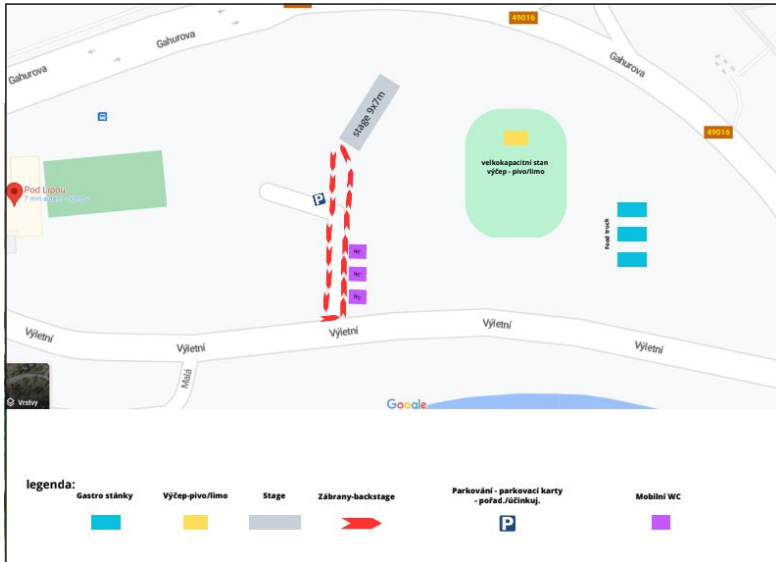 49016
Gahurova
Gahurova
Gahurova
49016
stage 9x7m
velkokapacitní stan
výčep - pivo/limo
Pod Lipou
P
Food truck
WC
WC
WC
Výletní
Výletní
Výletní
Výletní
Výletní
Malá
Vrstvy
Google
legenda:
Gastro stánky
Výčep-pivo/limo
Stage
Zábrany-backstage
Parkování - parkovací karty
- pořad./účinkuj.
Mobilní WC
P